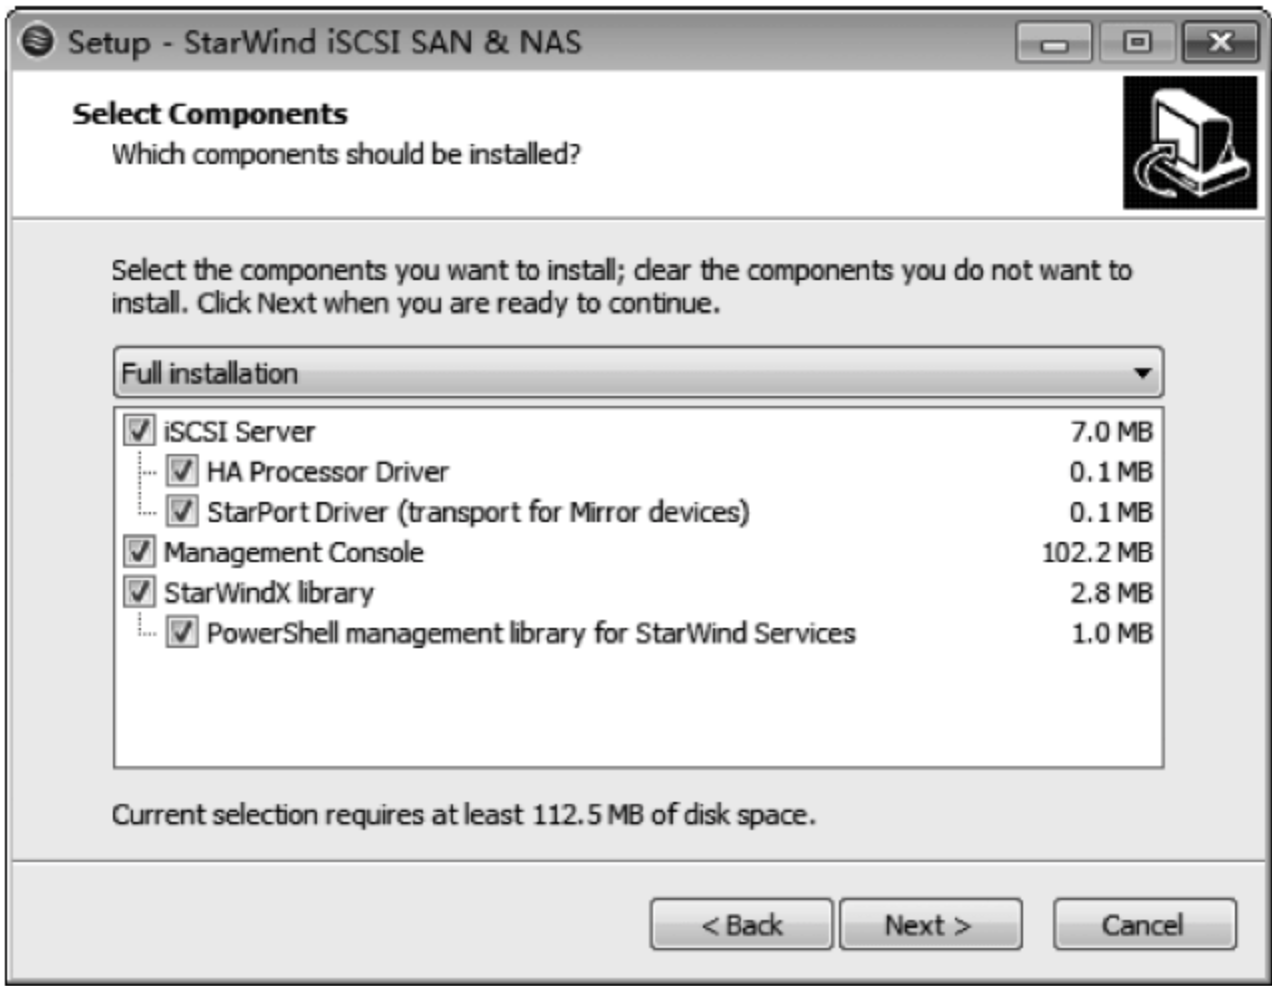 Setup - StarWind iSCSI SAN & NAS
Select Components
Which components should be installed?
Select the components you want to install; clear the components you do not want to
install. Click Next when you are ready to continue.
Full installation
iSCSI Server 7.0 MB
HA Processor Driver 0.1 MB
StarPort Driver (transport for Mirror devices) 0.1 MB
Management Console 102.2 MB
StarWindX library 2.8 MB
PowerShell management library for StarWind Services 1.0 MB
Current selection requires at least 112.5 MB of disk space.
< Back Next > Cancel